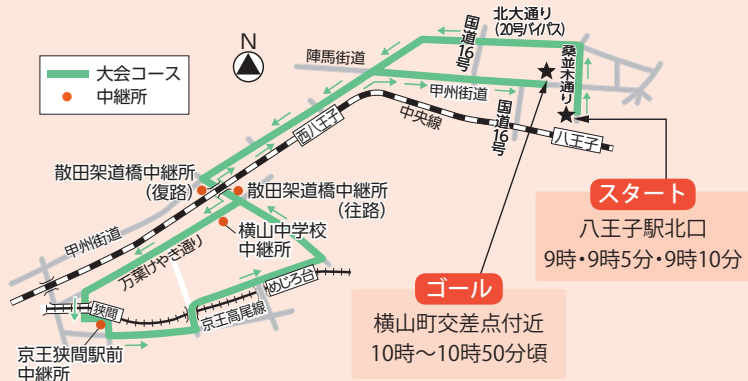 北大通り
(20号バイパス)
国道16号
桑並木通り
陣馬街道
N
大会コース
中継所
甲州街道
国道16号
中央線
西八王子
八王子
散田架道橋中継所
(復路)
散田架道橋中継所
(往路)
横山中学校
中継所
甲州街道
万葉けやき通り
めじろ台
京王高尾線
狭間
京王狭間駅前
中継所
スタート
八王子駅北口
9時・9時5分・9時10分
ゴール
横山町交差点付近
10時～10時50分頃